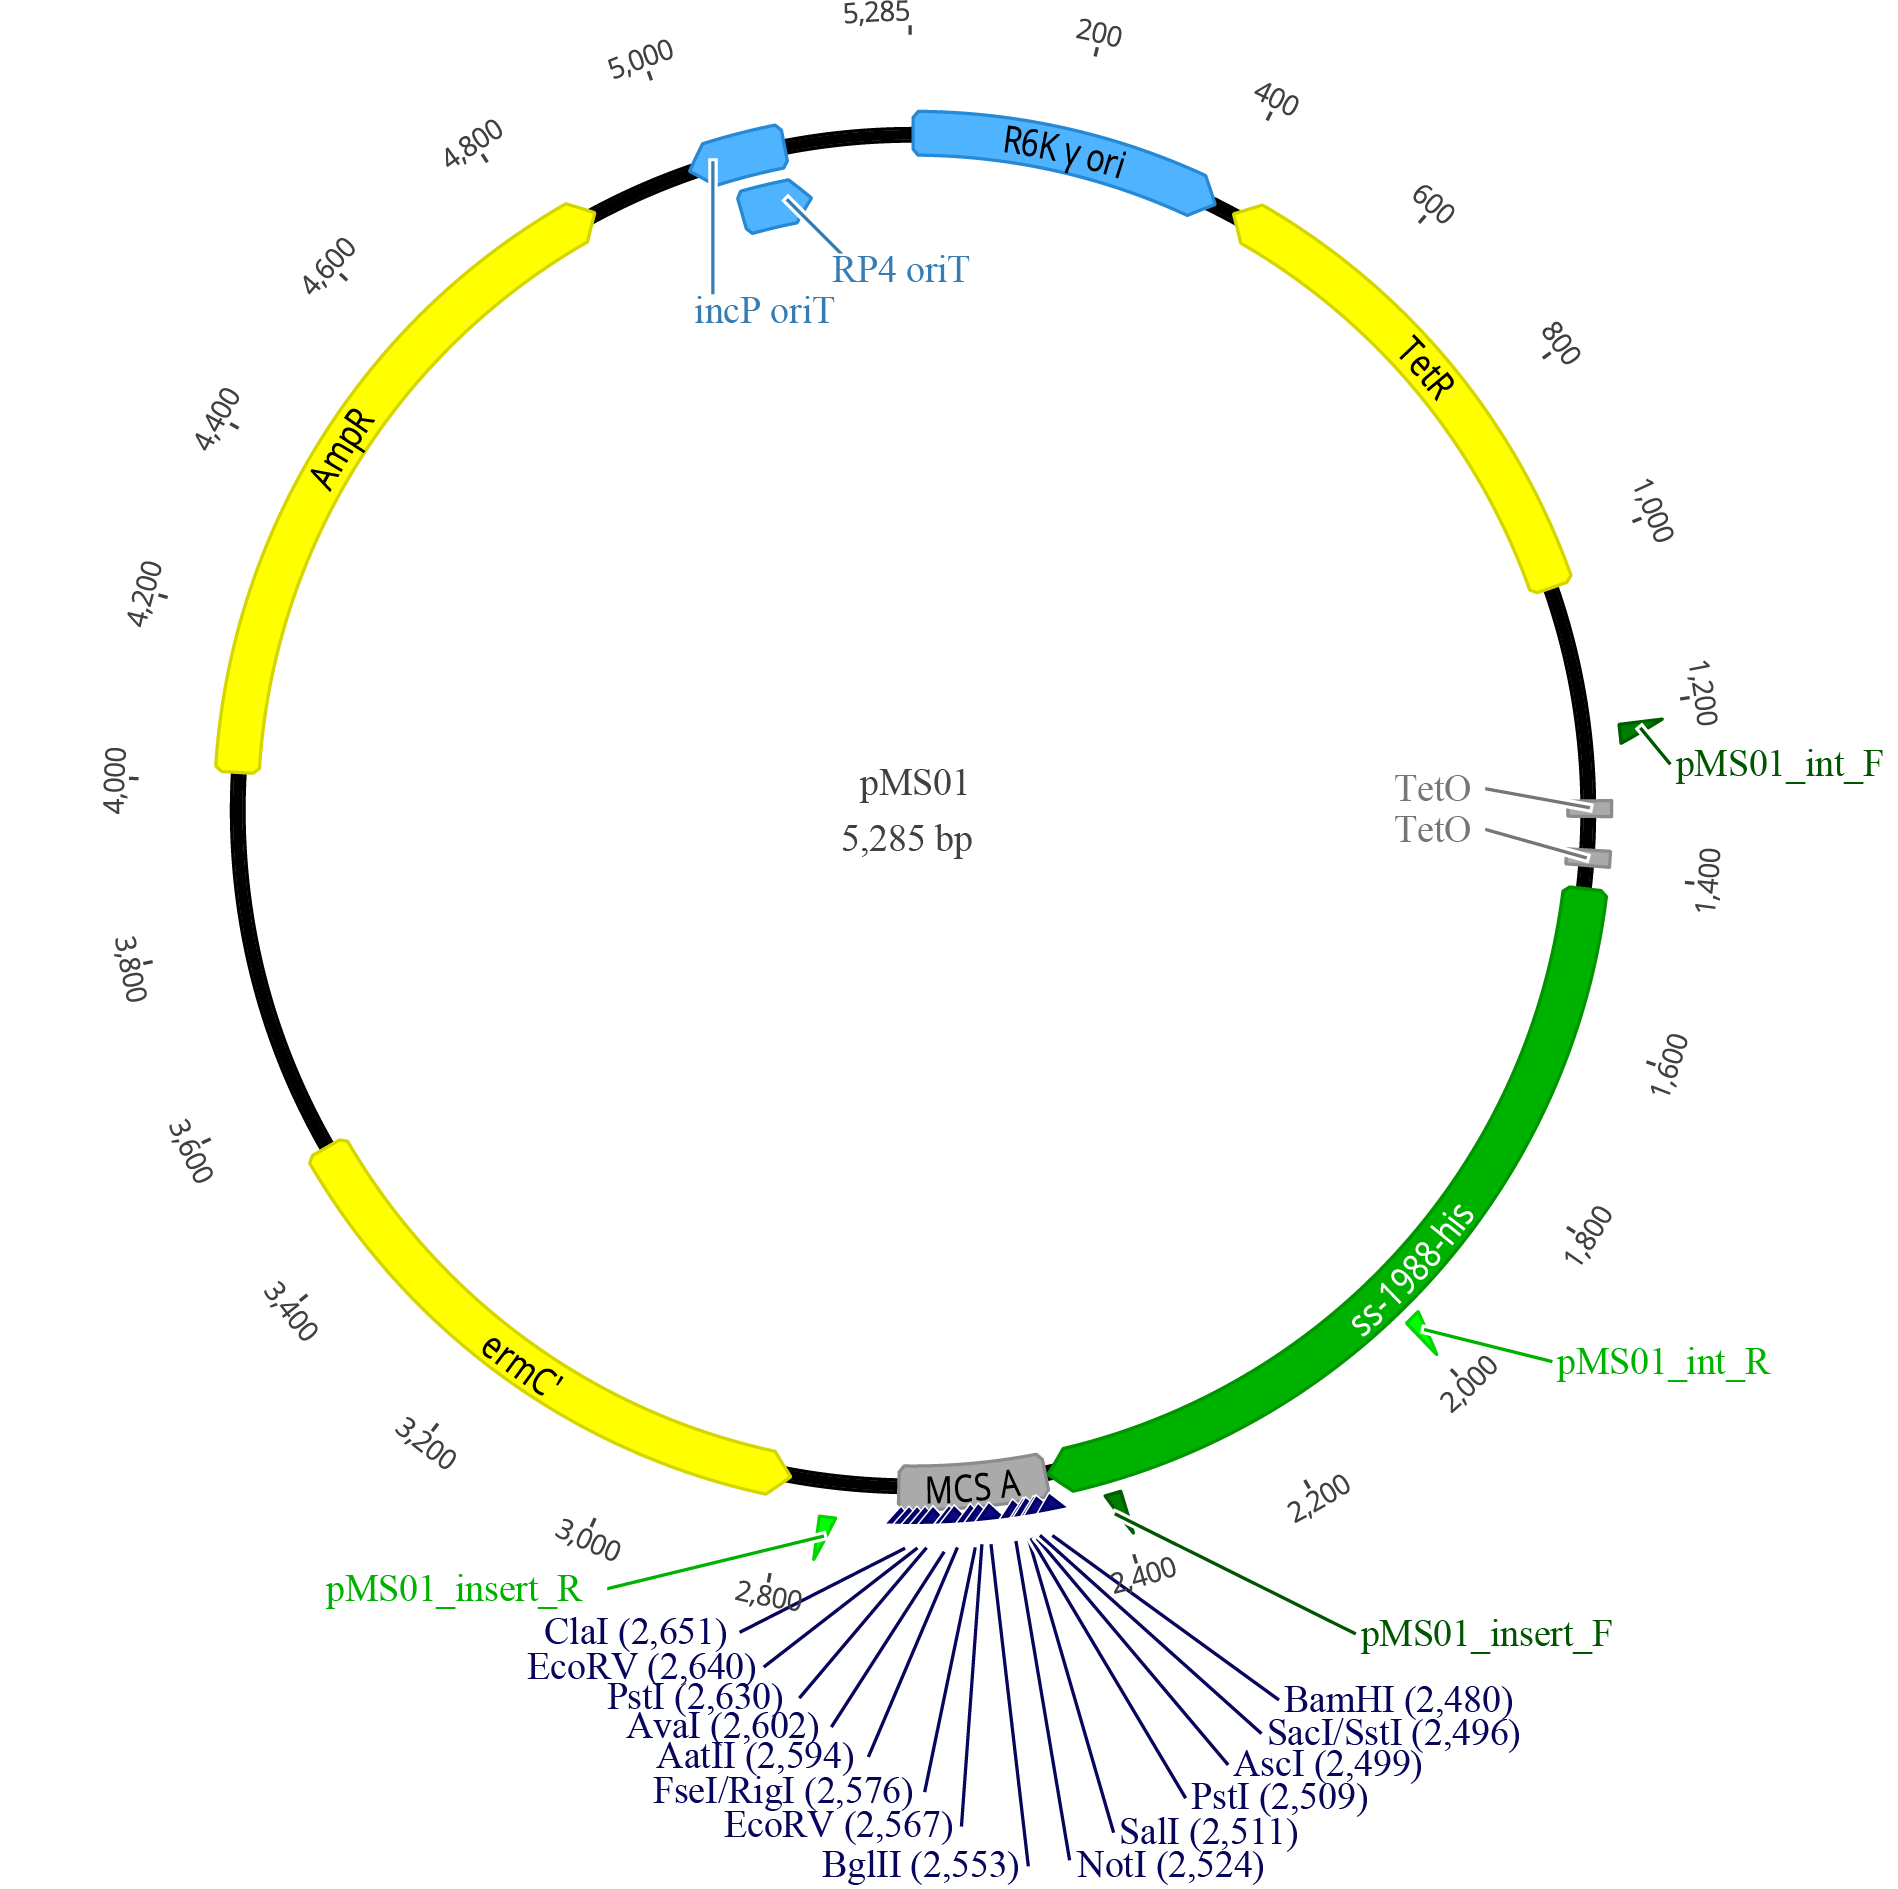 5,285
200
400
600
800
1,000
1,200
1,400
1,600
1,800
2,000
2,200
2,400
2,800
3,000
3,200
3,400
3,600
3,800
4,000
4,200
4,400
4,600
4,800
5,000
R6K γ ori
TetR
pMS01_int_F
TetO
TetO
ss-1988-his
pMS01_int_R
pMS01_insert_F
MCS A
pMS01_insert_R
ermC'
AmpR
incP oriT
RP4 oriT
pMS01
5,285 bp
ClaI (2,651)
EcoRV (2,640)
PstI (2,630)
AvaI (2,602)
AatII (2,594)
FseI/RigI (2,576)
EcoRV (2,567)
BglII (2,553)
BamHI (2,480)
SacI/SstI (2,496)
AscI (2,499)
PstI (2,509)
SalI (2,511)
NotI (2,524)